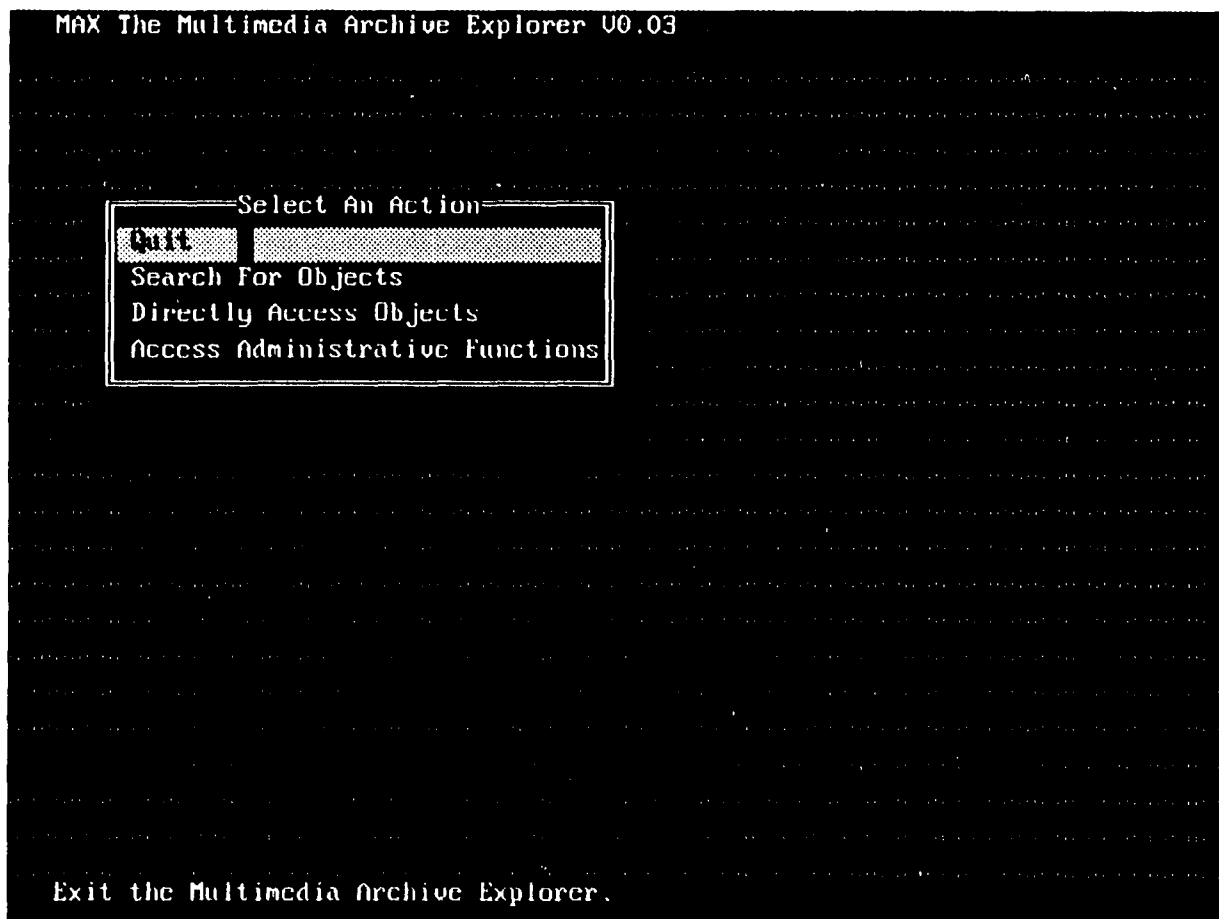 MAX The Multimedia Archive Explorer V0.03
Select An Action
Quit
Search For Objects
Directly Access Objects
Access Administrative Functions
Exit the Multimedia Archive Explorer.